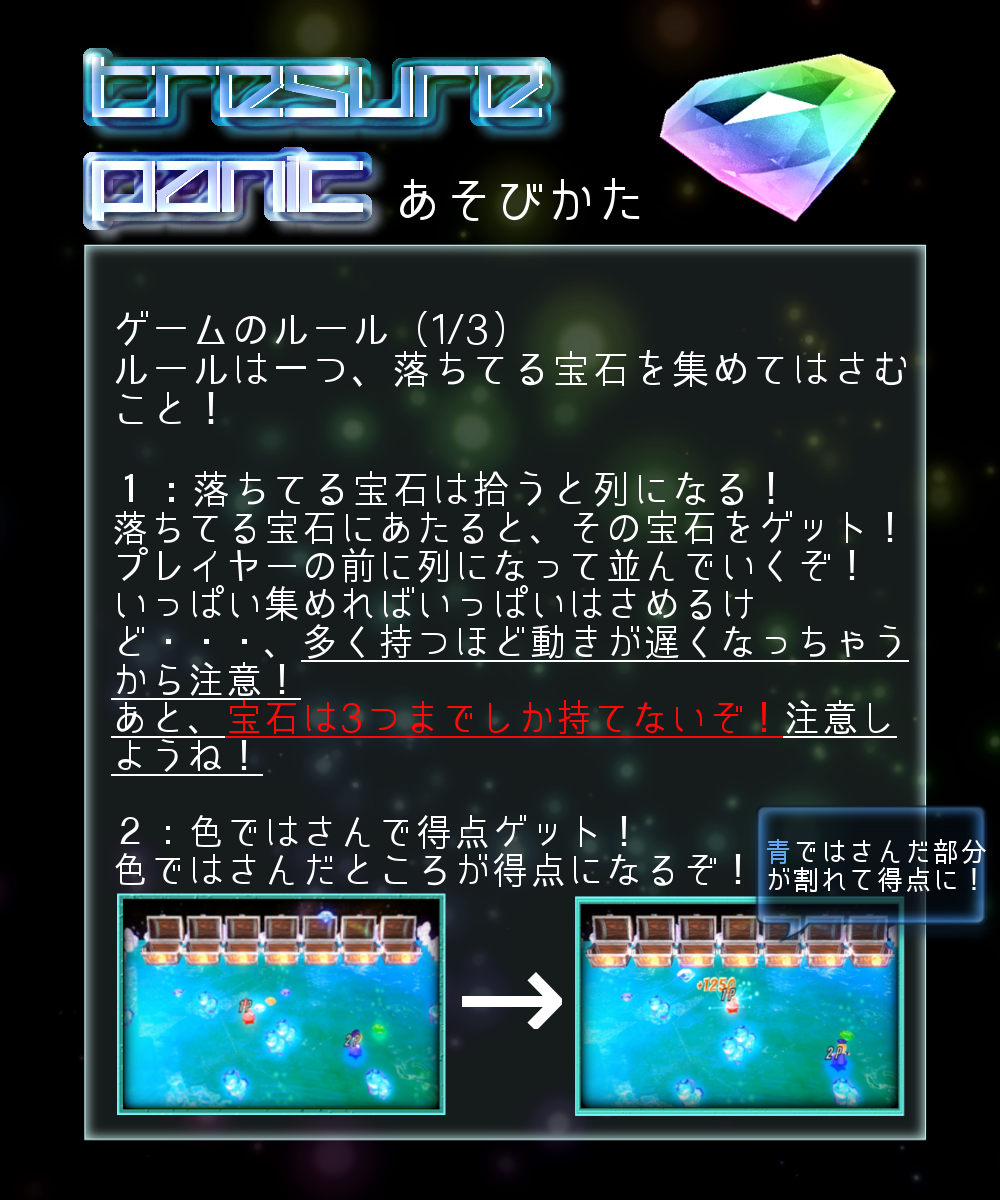 tresure
panic あそびかた
ゲームのルール（1/3）
ルールは一つ、落ちてる宝石を集めてはさむ
こと！
１：落ちてる宝石は拾うと列になる！
落ちてる宝石にあたると、その宝石をゲット！
プレイヤーの前に列になって並んでいくぞ！
いっぱい集めればいっぱいはさめるけ
ど・・・、多く持つほど動きが遅くなっちゃう
から注意！
あと、宝石は3つまでしか持てないぞ！注意し
ようね！
２：色ではさんで得点ゲット！
色ではさんだところが得点になるぞ！
青ではさんだ部分
が割れて得点に！
1P
2P
+1250
1P
2P